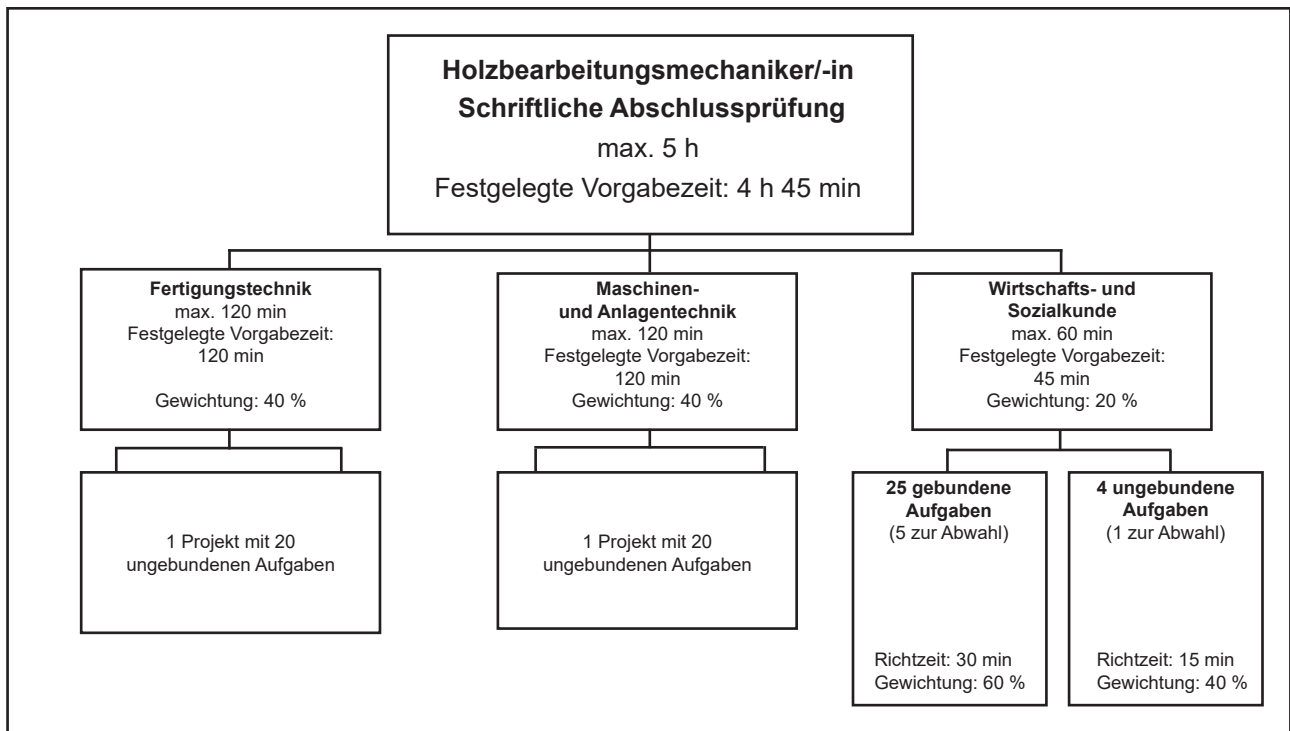 Holzbearbeitungsmechaniker/-in
Schriftliche Abschlussprüfung
max. 5 h
Festgelegte Vorgabezeit: 4 h 45 min
Fertigungstechnik
max. 120 min
Festgelegte Vorgabezeit:
120 min
Gewichtung: 40 %
Maschinen-
und Anlagentechnik
max. 120 min
Festgelegte Vorgabezeit:
120 min
Gewichtung: 40 %
Wirtschafts- und
Sozialkunde
max. 60 min
Festgelegte Vorgabezeit:
45 min
Gewichtung: 20 %
1 Projekt mit 20
ungebundenen Aufgaben
1 Projekt mit 20
ungebundenen Aufgaben
25 gebundene
Aufgaben
(5 zur Abwahl)
Richtzeit: 30 min
Gewichtung: 60 %
4 ungebundene
Aufgaben
(1 zur Abwahl)
Richtzeit: 15 min
Gewichtung: 40 %